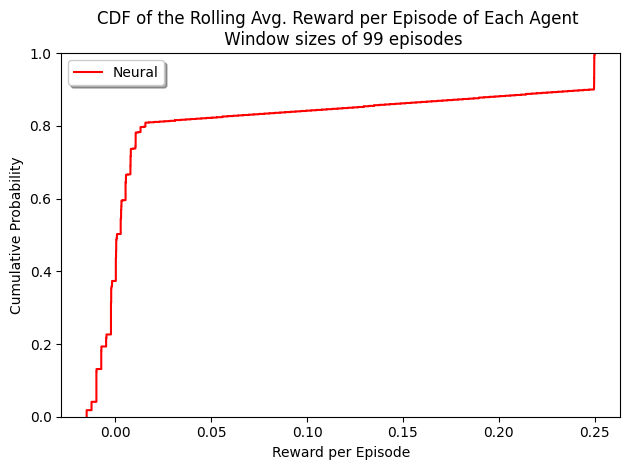 CDF of the Rolling Avg. Reward per Episode of Each Agent
Window sizes of 99 episodes
Neural
1.0
0.8
0.6
0.4
0.2
0.0
Cumulative Probability
0.00 0.05 0.10 0.15 0.20 0.25
Reward per Episode